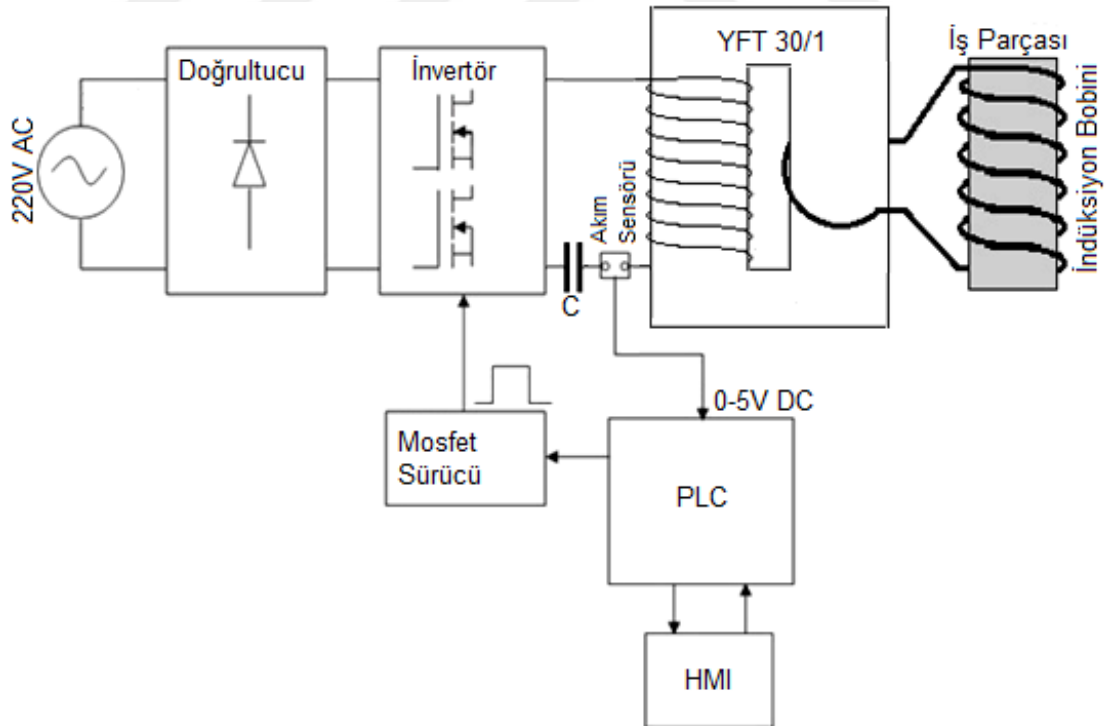 220V AC
Doğrultucu
İnvertör
YFT 30/1
İş Parçası
İndüksiyon Bobini
Akım
Sensörü
C
0-5V DC
Mosfet
Sürücü
PLC
HMI